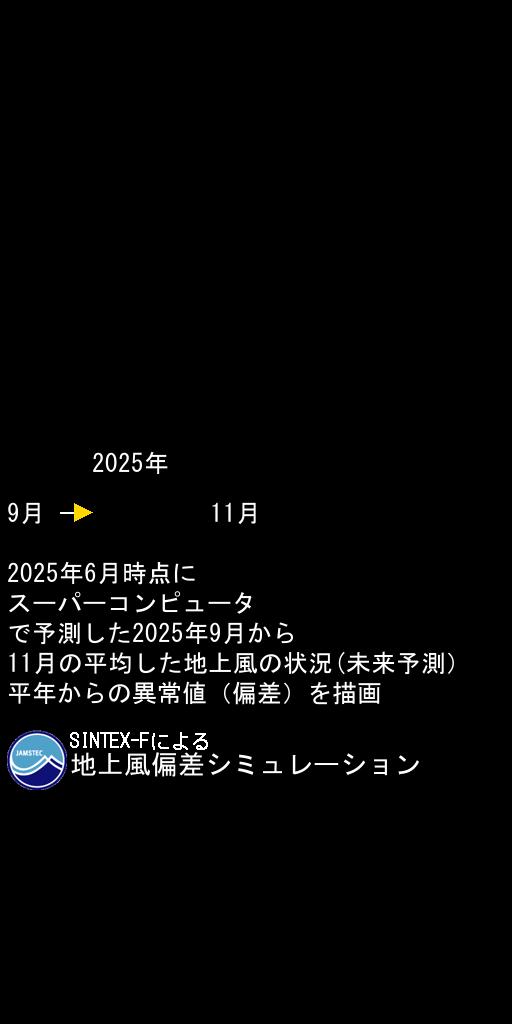 2025年
9月 11月
2025年6月時点に
スーパーコンピュータ
で予測した2025年9月から
11月の平均した地上風の状況(未来予測)
平年からの異常値（偏差）を描画
JAMSTEC
SINTEX-Fによる
地上風偏差シミュレーション